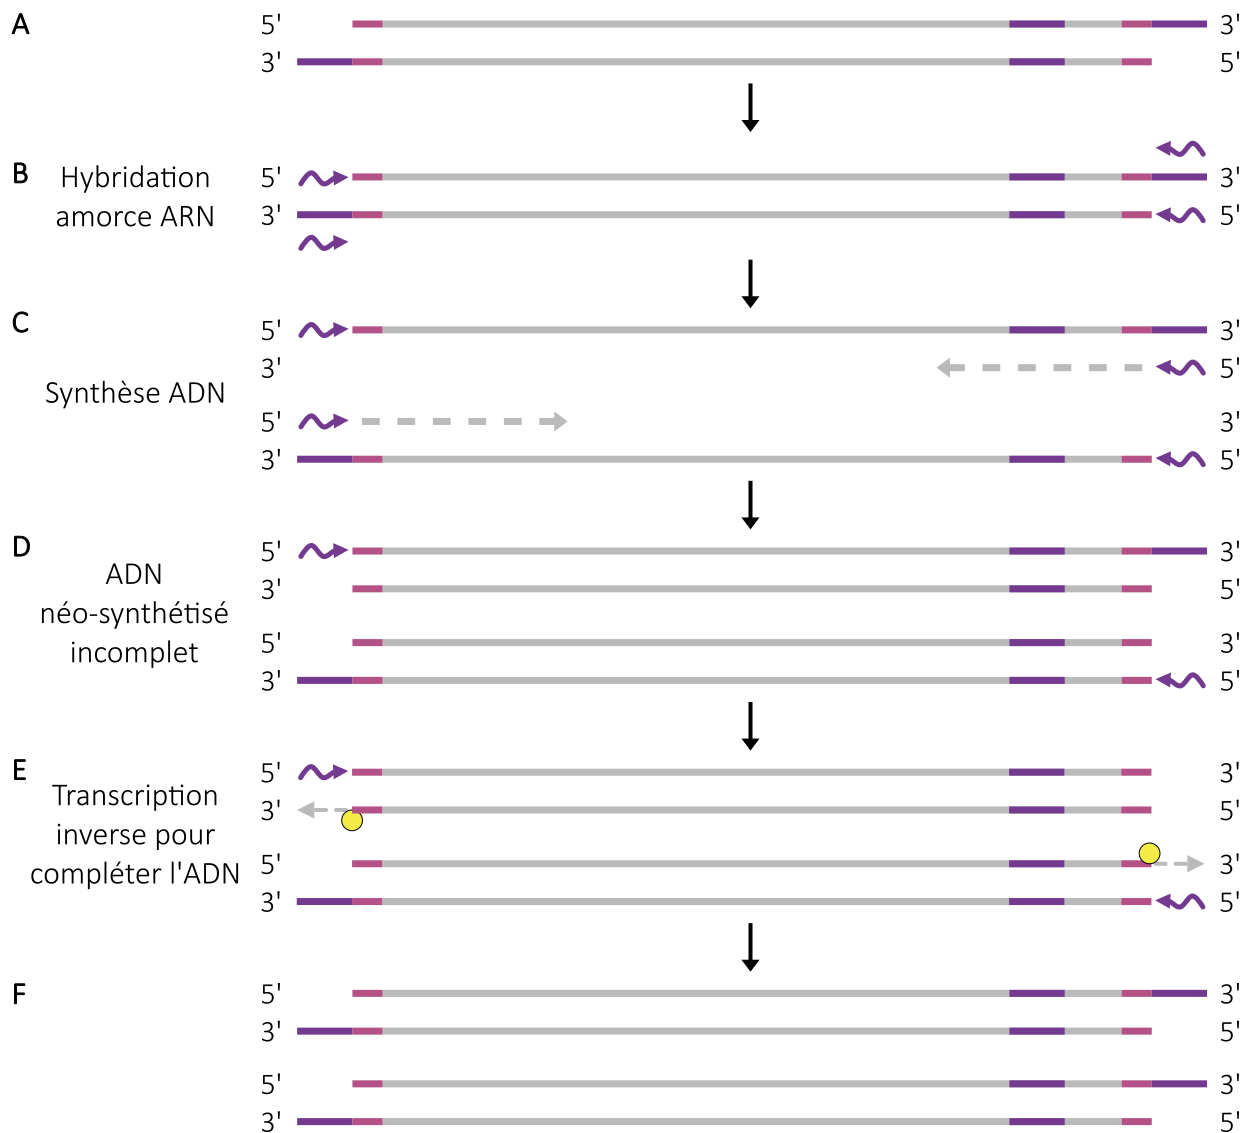 A
5' 3'
3' 5'
B
Hybridation
amorce ARN
5' 3'
3' 5'
C
Synthèse ADN
5' 3'
3' 5'
5' 3'
3' 5'
D
ADN
néo-synthétisé
incomplet
5' 3'
3' 5'
5' 3'
3' 5'
E
Transcription
inverse pour
compléter l'ADN
5' 3'
3' 5'
5' 3'
3' 5'
F
5' 3'
3' 5'
5' 3'
3' 5'